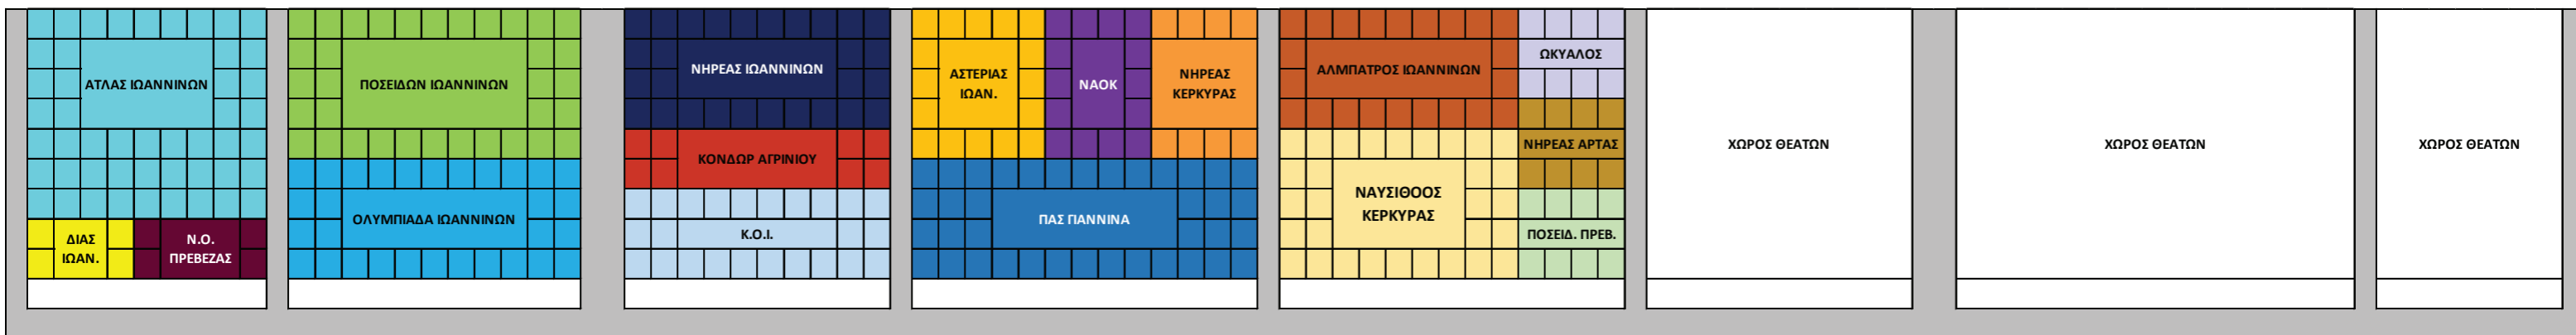 ΑΤΛΑΣ ΙΩΑΝΝΙΝΩΝ
ΔΙΑΣ
ΙΩΑΝ.
Ν.Ο.
ΠΡΕΒΕΖΑΣ
ΠΟΣΕΙΔΩΝ ΙΩΑΝΝΙΝΩΝ
ΟΛΥΜΠΙΑΔΑ ΙΩΑΝΝΙΝΩΝ
ΝΗΡΕΑΣ ΙΩΑΝΝΙΝΩΝ
ΚΟΝΔΩΡ ΑΓΡΙΝΙΟΥ
Κ.Ο.Ι.
ΑΣΤΕΡΙΑΣ
ΙΩΑΝ.
ΝΑΟΚ
ΝΗΡΕΑΣ
ΚΕΡΚΥΡΑΣ
ΠΑΣ ΓΙΑΝΝΙΝΑ
ΑΛΜΠΑΤΡΟΣ ΙΩΑΝΝΙΝΩΝ
ΩΚΥΑΛΟΣ
ΝΗΡΕΑΣ ΑΡΤΑΣ
ΝΑΥΣΙΘΟΟΣ
ΚΕΡΚΥΡΑΣ
ΠΟΣΕΙΔ. ΠΡΕΒ.
ΧΩΡΟΣ ΘΕΑΤΩΝ
ΧΩΡΟΣ ΘΕΑΤΩΝ
ΧΩΡΟΣ ΘΕΑΤΩΝ